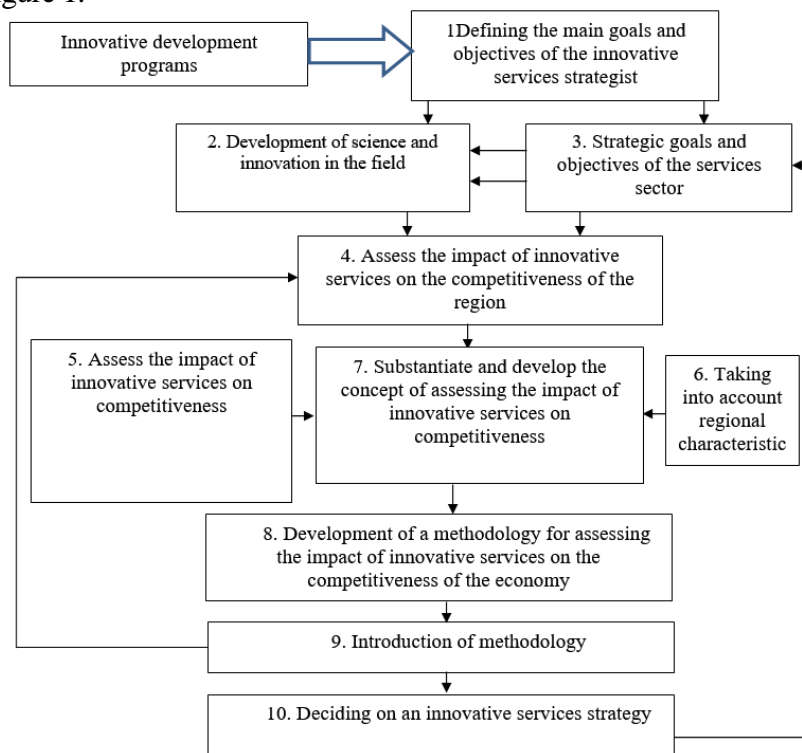 gure 1.
Innovative development
programs
1Defining the main goals and
objectives of the innovative
services strategist
2. Development of science and
innovation in the field
3. Strategic goals and
objectives of the services
sector
4. Assess the impact of innovative
services on the competitiveness of the
region
5. Assess the impact of
innovative services on
competitiveness
7. Substantiate and develop the
concept of assessing the impact of
innovative services on
competitiveness
6. Taking
into account
regional
characteristic
8. Development of a methodology for assessing
the impact of innovative services on the
competitiveness of the economy
9. Introduction of methodology
10. Deciding on an innovative services strategy